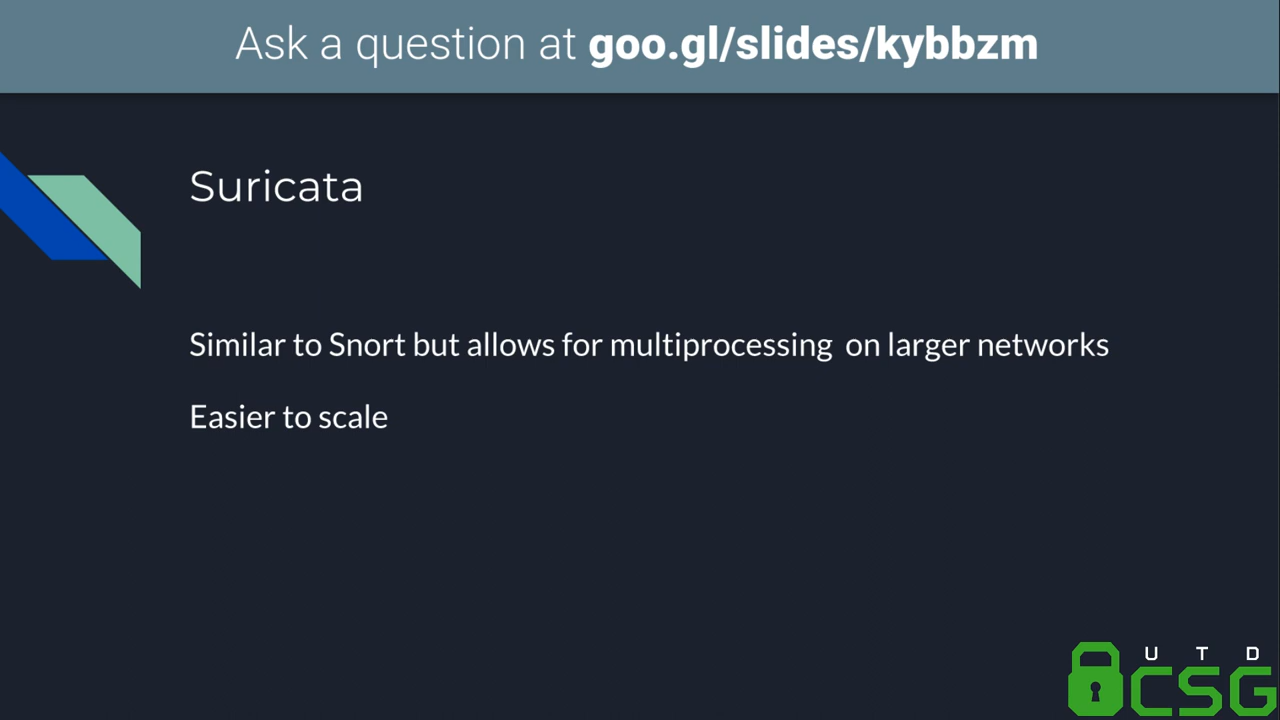 Ask a question at goo.gl/slides/kybbzm
Suricata
Similar to Snort but allows for multiprocessing  on larger networks
Easier to scale
U T D
CSG